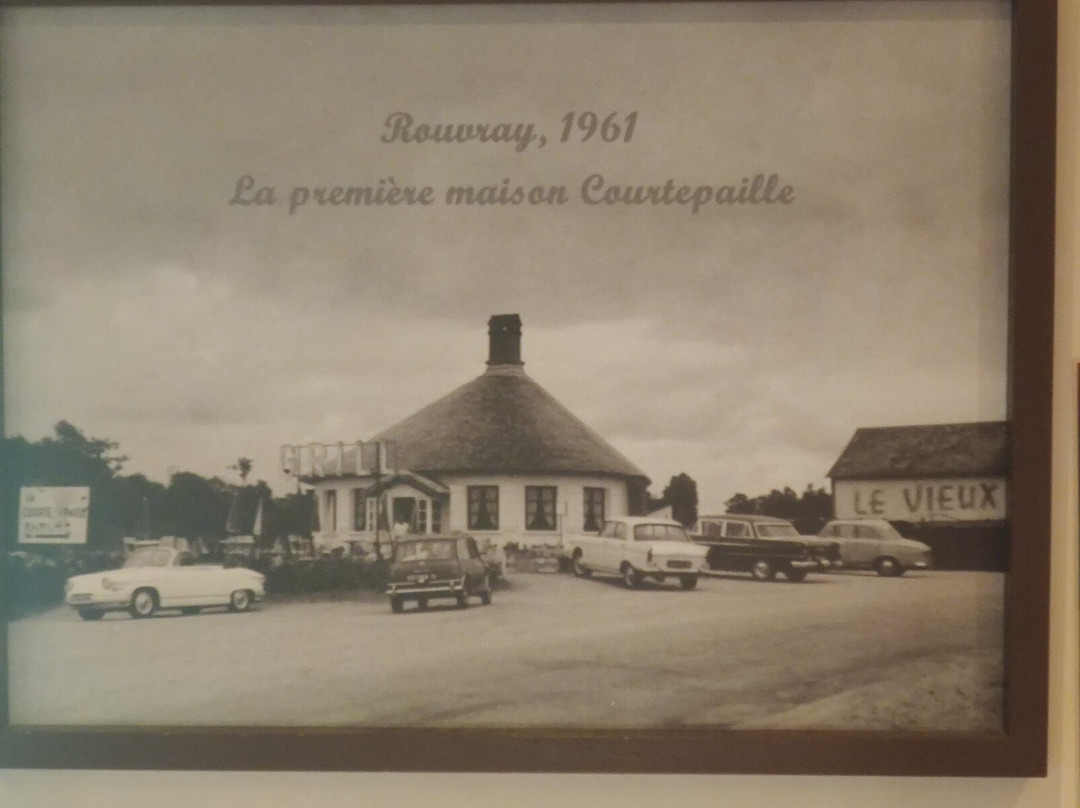 Rouvray, 1961
La première maison Courtepaille
GRILL
LE VIEUX